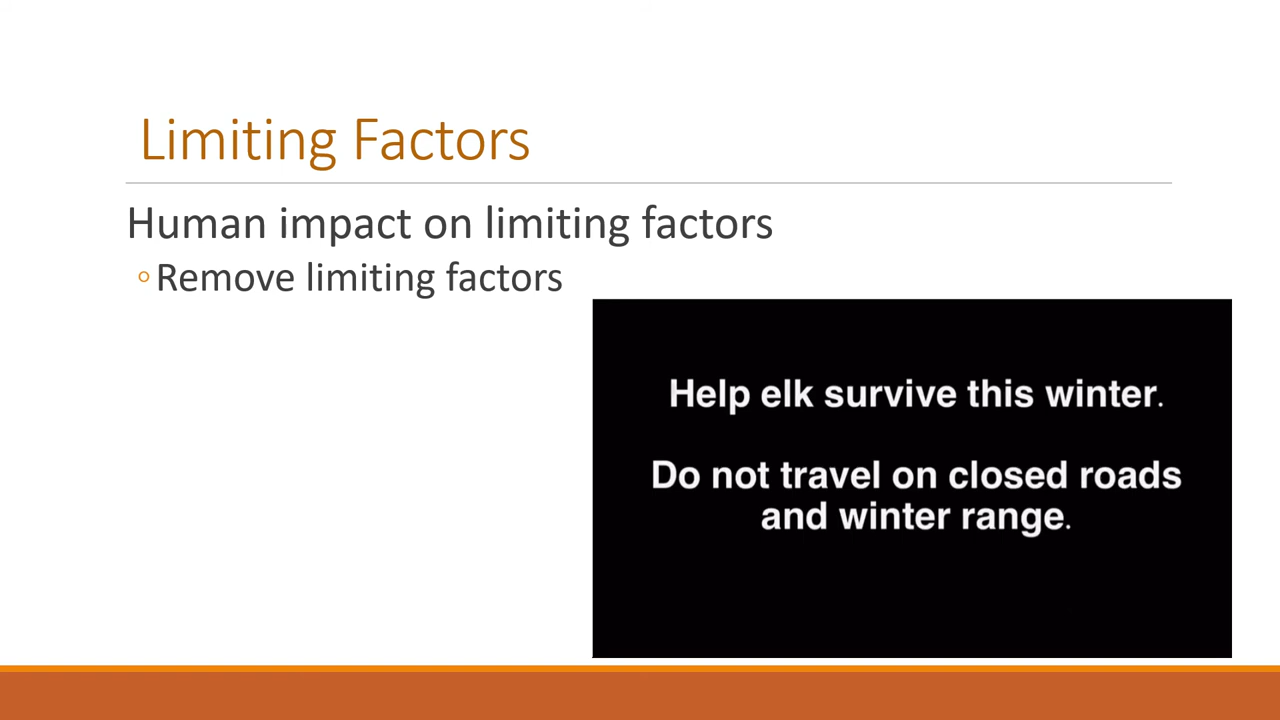 Limiting Factors
Human impact on limiting factors
◦Remove limiting factors
Help elk survive this winter.
Do not travel on closed roads
and winter range.